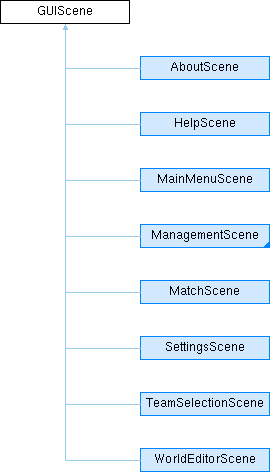 GUIScene
AboutScene
HelpScene
MainMenuScene
ManagementScene
MatchScene
SettingsScene
TeamSelectionScene
WorldEditorScene